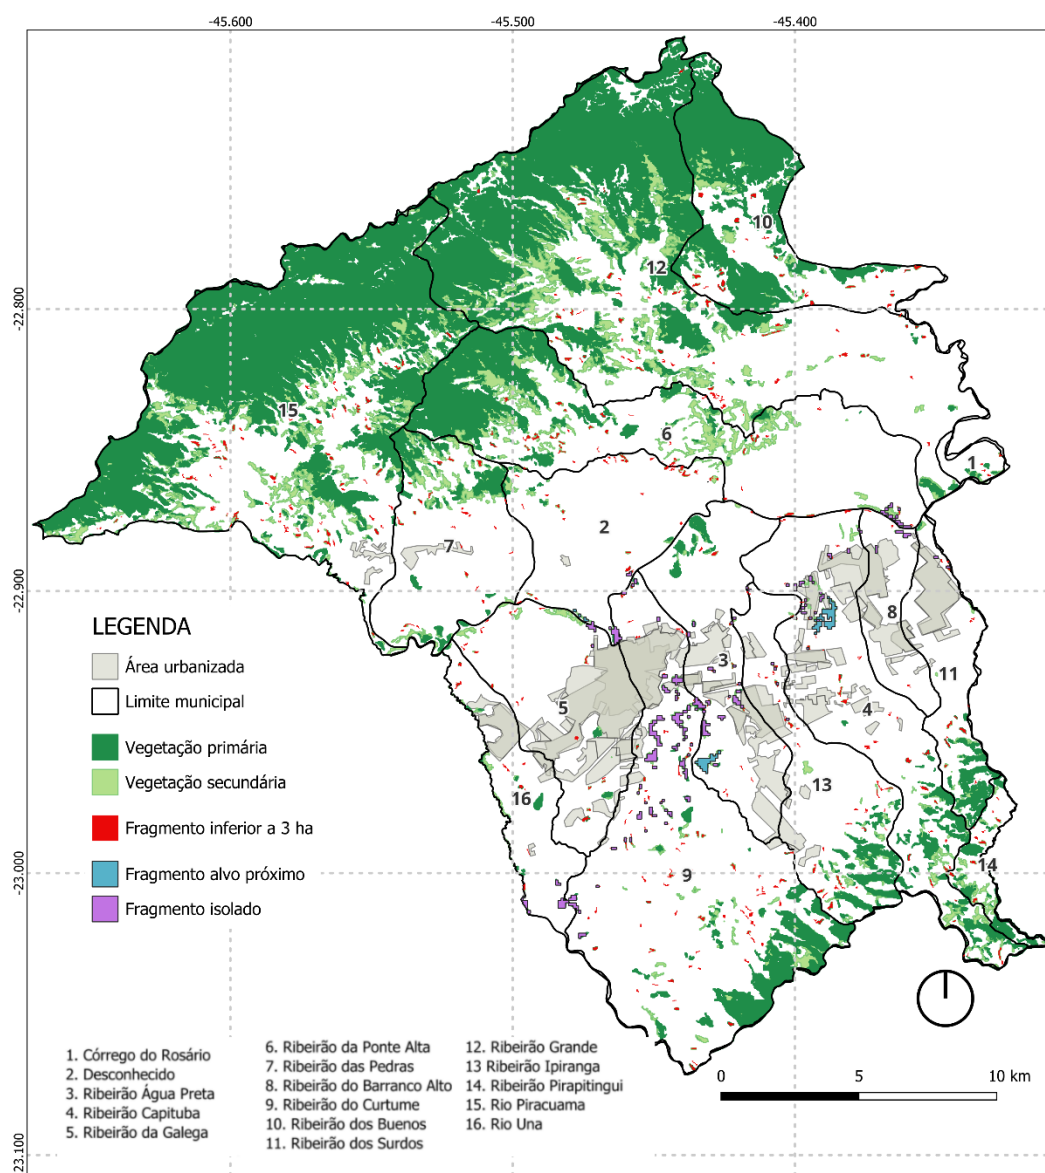 -45.600
-45.500
-45.400
10
12
22.800
15
6
1
2
7
22.900
8
LEGENDA
Área urbanizada
3
11
Limite municipal
5
4
Vegetação primária
Vegetação secundária
13
16
Fragmento inferior a 3 ha
14
23.000
Fragmento alvo próximo
9
Fragmento isolado
1. Córrego do Rosário
2. Desconhecido
3. Ribeirão Água Preta
4. Ribeirão Capituba
5. Ribeirão da Galega
6. Ribeirão da Ponte Alta
7. Ribeirão das Pedras
8. Ribeirão do Barranco Alto
9. Ribeirão do Curtume
10. Ribeirão dos Buenos
11. Ribeirão dos Surdos
12. Ribeirão Grande
13 Ribeirão Ipiranga
14. Ribeirão Pirapitingui
15. Rio Piracuama
16. Rio Una
0 5 10 km
23.100